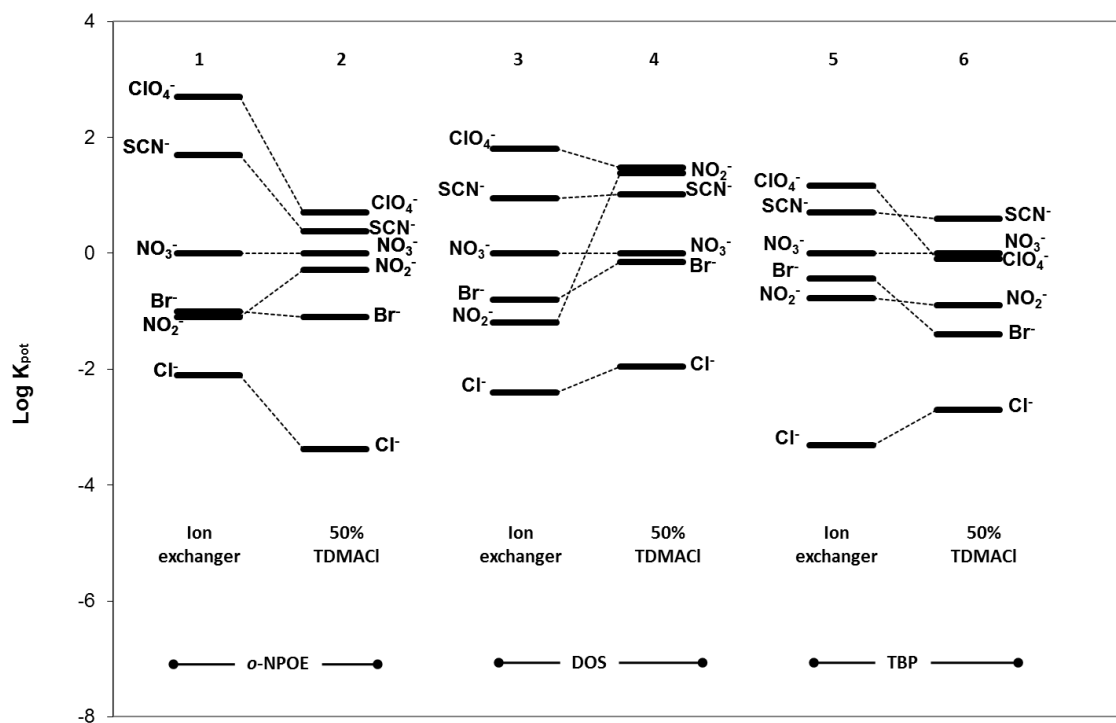 4
2
0
-2
-4
-6
-8
Log Kpot
1 2 3 4 5 6
ClO₄⁻
SCN⁻
NO₃⁻
Br⁻
NO₂⁻
Cl⁻
ClO₄⁻
SCN⁻
NO₃⁻
NO₂⁻
Br⁻
Cl⁻
ClO₄⁻
SCN⁻
NO₃⁻
Br⁻
NO₂⁻
Cl⁻
NO₂⁻
SCN⁻
NO₃⁻
Br⁻
Cl⁻
ClO₄⁻
SCN⁻
NO₃⁻
Br⁻
NO₂⁻
Cl⁻
SCN⁻
NO₃⁻
ClO₄⁻
NO₂⁻
Br⁻
Cl⁻
Ion
exchanger
50%
TDMACl
Ion
exchanger
50%
TDMACl
Ion
exchanger
50%
TDMACl
o-NPOE
DOS
TBP